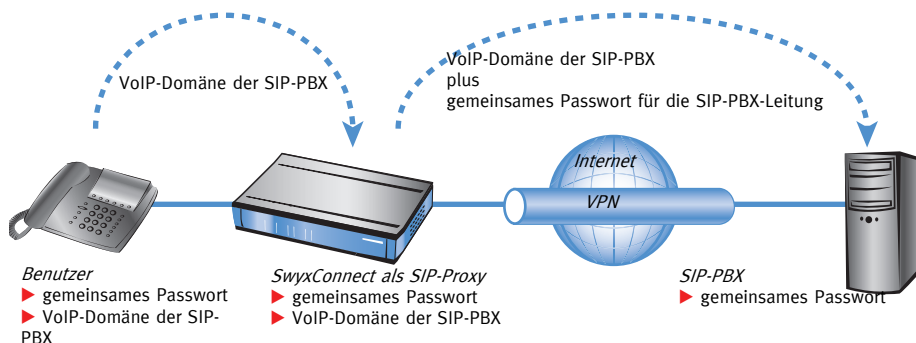 VoIP-Domäne der SIP-PBX
VoIP-Domäne der SIP-PBX
plus
gemeinsames Passwort für die SIP-PBX-Leitung
Internet
VPN
Benutzer
gemeinsames Passwort
VoIP-Domäne der SIP-
PBX
SwyxConnect als SIP-Proxy
gemeinsames Passwort
VoIP-Domäne der SIP-PBX
SIP-PBX
gemeinsames Passwort